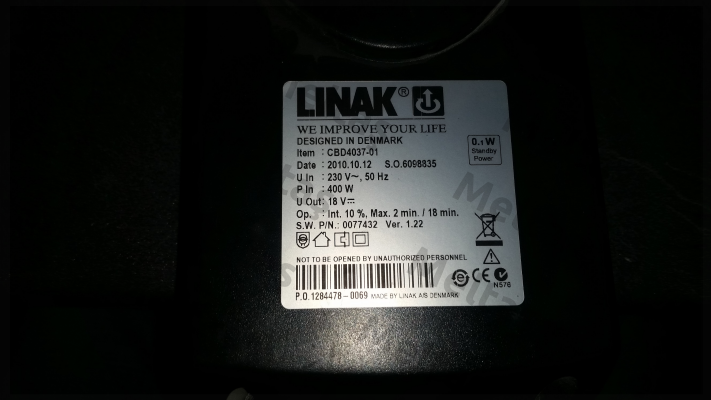 LINAK®
WE IMPROVE YOUR LIFE
DESIGNED IN DENMARK
Item : CBD4037-01
Date : 2010.10.12 S.O.6098835
U In : 230 V~, 50 Hz
P In : 400 W
U Out: 18 V⎓
Op. : Int. 10 %, Max. 2 min. / 18 min.
S.W. P/N.: 0077432 Ver. 1.22
0.1 W
Standby
Power
NOT TO BE OPENED BY UNAUTHORIZED PERSONNEL
P.O.1284478-0069 MADE BY LINAK A/S DENMARK
CE
N576